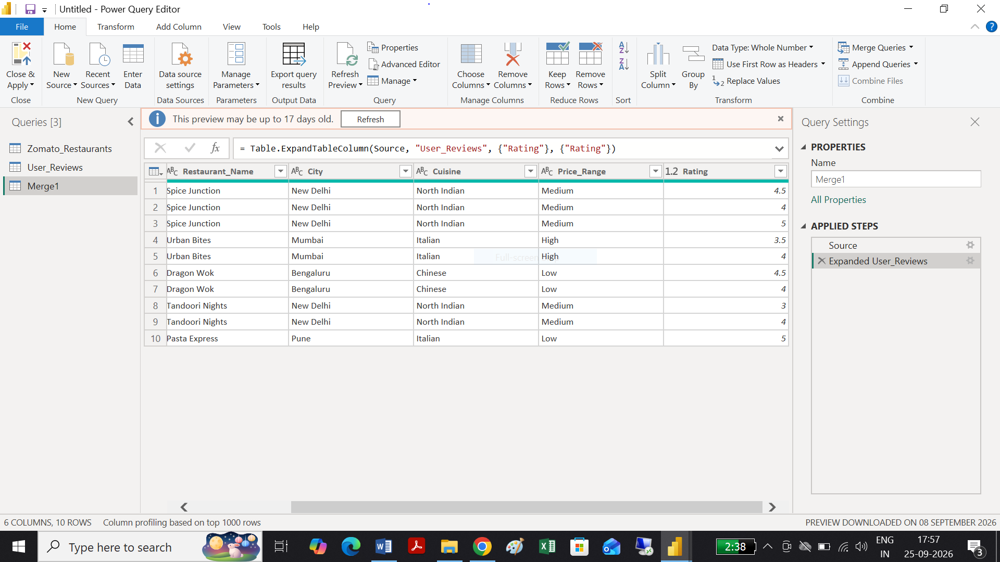 Untitled - Power Query Editor
File Home Transform Add Column View Tools Help
Close & Apply
New Source
Recent Sources
Enter Data
Data source settings
Manage Parameters
Export query results
Refresh Preview
Properties
Advanced Editor
Manage
Choose Columns
Remove Columns
Keep Rows
Remove Rows
Split Column
Group By
Data Type: Whole Number
Use First Row as Headers
Replace Values
Merge Queries
Append Queries
Combine Files
Close New Query Data Sources Parameters Output Data Query Manage Columns Reduce Rows Sort Transform Combine
Queries [3]
Zomato_Restaurants
User_Reviews
Merge1
This preview may be up to 17 days old. Refresh
fx = Table.ExpandTableColumn(Source, "User_Reviews", {"Rating"}, {"Rating"})
ABC Restaurant_Name ABC City ABC Cuisine ABC Price_Range 1.2 Rating
1 Spice Junction New Delhi North Indian Medium 4.5
2 Spice Junction New Delhi North Indian Medium 4
3 Spice Junction New Delhi North Indian Medium 5
4 Urban Bites Mumbai Italian High 3.5
5 Urban Bites Mumbai Italian High 4
6 Dragon Wok Bengaluru Chinese Low 4.5
7 Dragon Wok Bengaluru Chinese Low 4
8 Tandoori Nights New Delhi North Indian Medium 3
9 Tandoori Nights New Delhi North Indian Medium 4
10 Pasta Express Pune Italian Low 5
Full-screen
Query Settings
PROPERTIES
Name
Merge1
All Properties
APPLIED STEPS
Source
Expanded User_Reviews
6 COLUMNS, 10 ROWS Column profiling based on top 1000 rows
PREVIEW DOWNLOADED ON 08 SEPTEMBER 2026
Type here to search
2:38
ENG
IN
17:57
25-09-2026
3